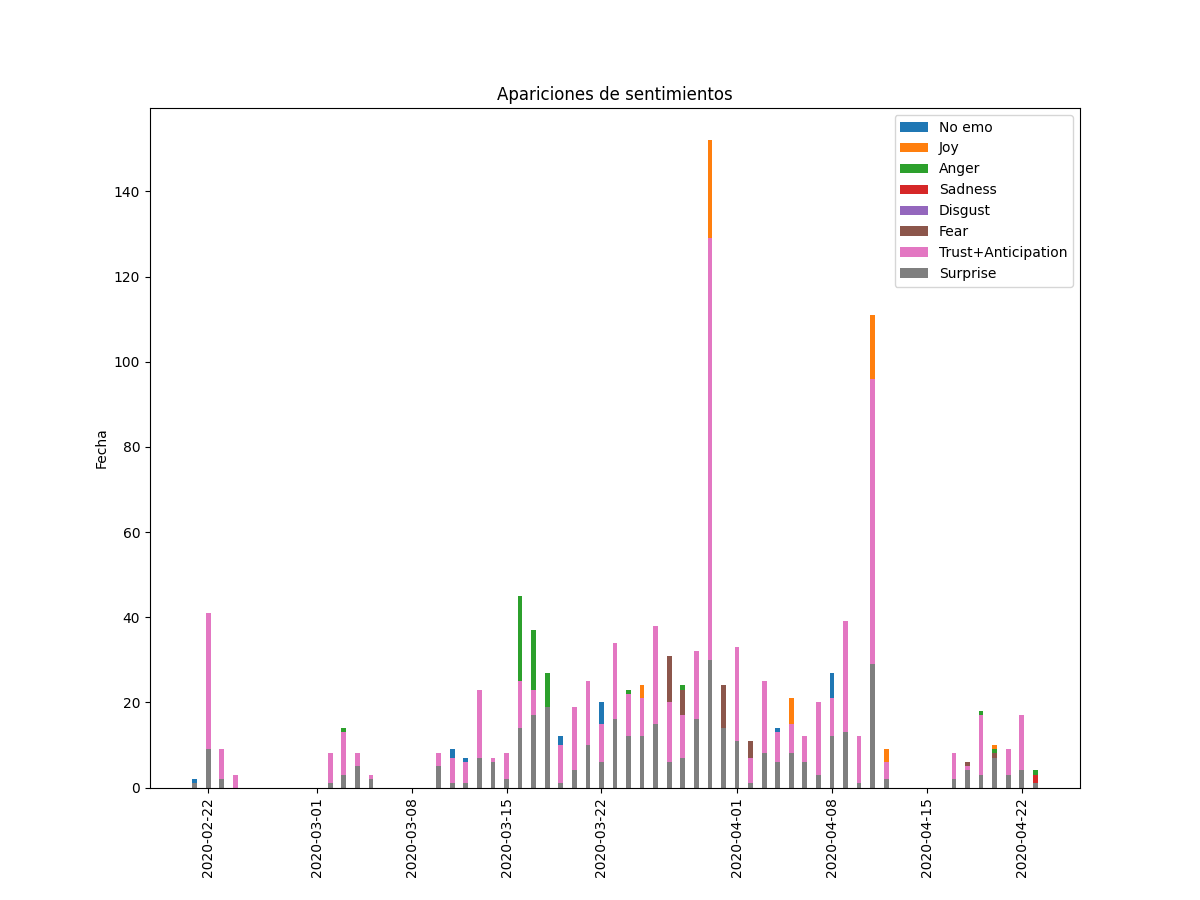 Apariciones de sentimientos
No emo
Joy
Anger
Sadness
Disgust
Fear
Trust+Anticipation
Surprise
Fecha
140
120
100
80
60
40
20
0
2020-02-22
2020-03-01
2020-03-08
2020-03-15
2020-03-22
2020-04-01
2020-04-08
2020-04-15
2020-04-22